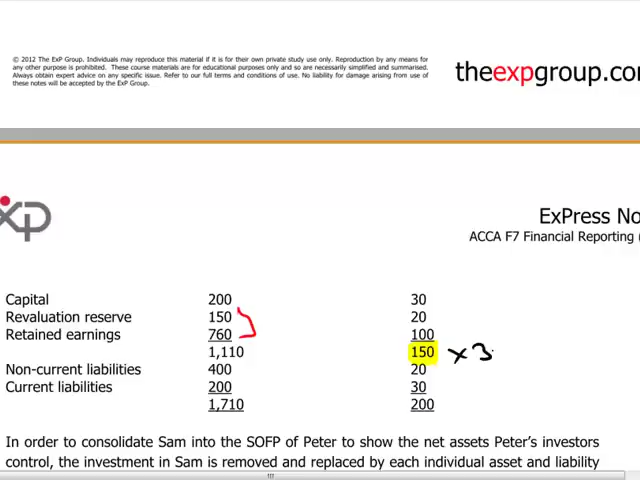 © 2012 The ExP Group. Individuals may reproduce this material if it is for their own private study use only. Reproduction by any means for
any other purpose is prohibited. These course materials are for educational purposes only and so are necessarily simplified and summarised.
Always obtain expert advice on any specific issue. Refer to our full terms and conditions of use. No liability for damage arising from use of
these notes will be accepted by the ExP Group.
theexpgroup.con
xp
ExPress No
ACCA F7 Financial Reporting (
Capital 200 30
Revaluation reserve 150 20
Retained earnings 760 100
1,110 150 x 3
Non-current liabilities 400 20
Current liabilities 200 30
1,710 200
In order to consolidate Sam into the SOFP of Peter to show the net assets Peter's investors
control, the investment in Sam is removed and replaced by each individual asset and liability